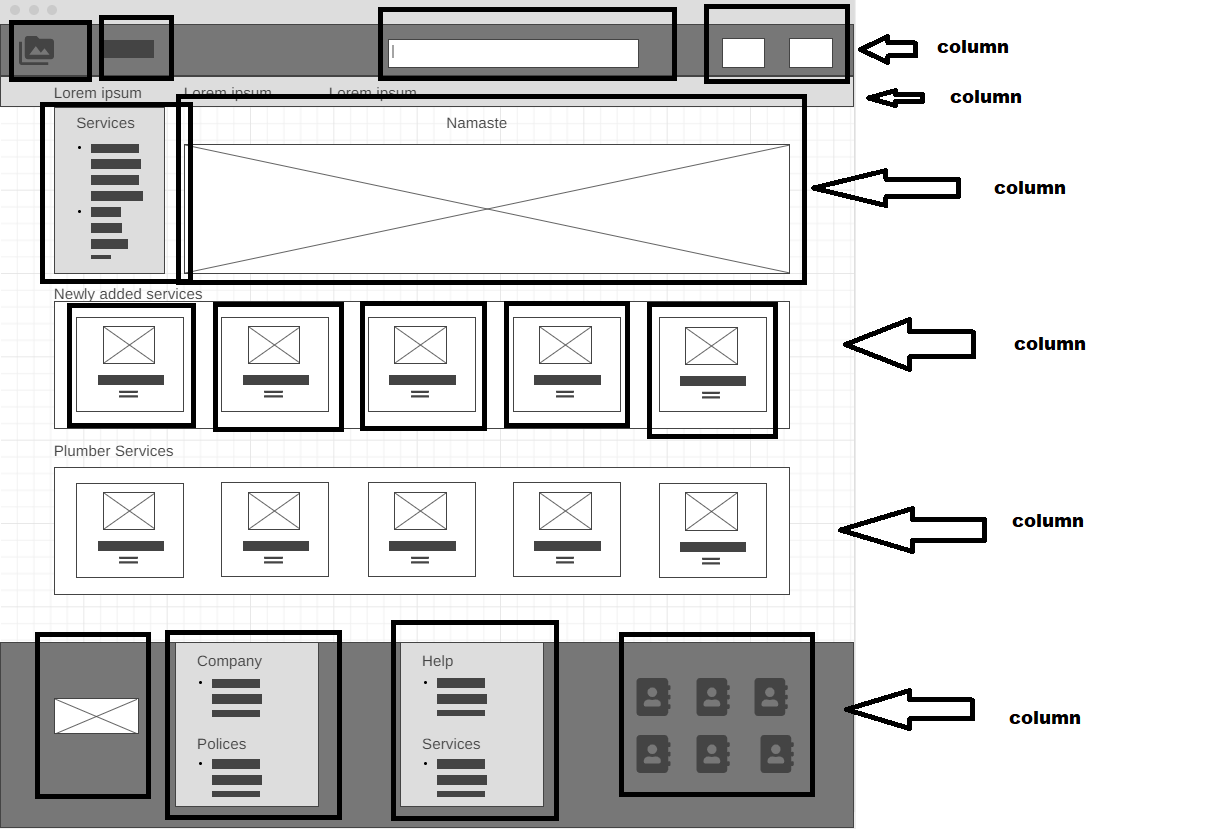 column
Lorem ipsum Lorem ipsum Lorem ipsum column
Services Namaste
column
Newly added services
column
Plumber Services
column
Company Help
Polices Services
column